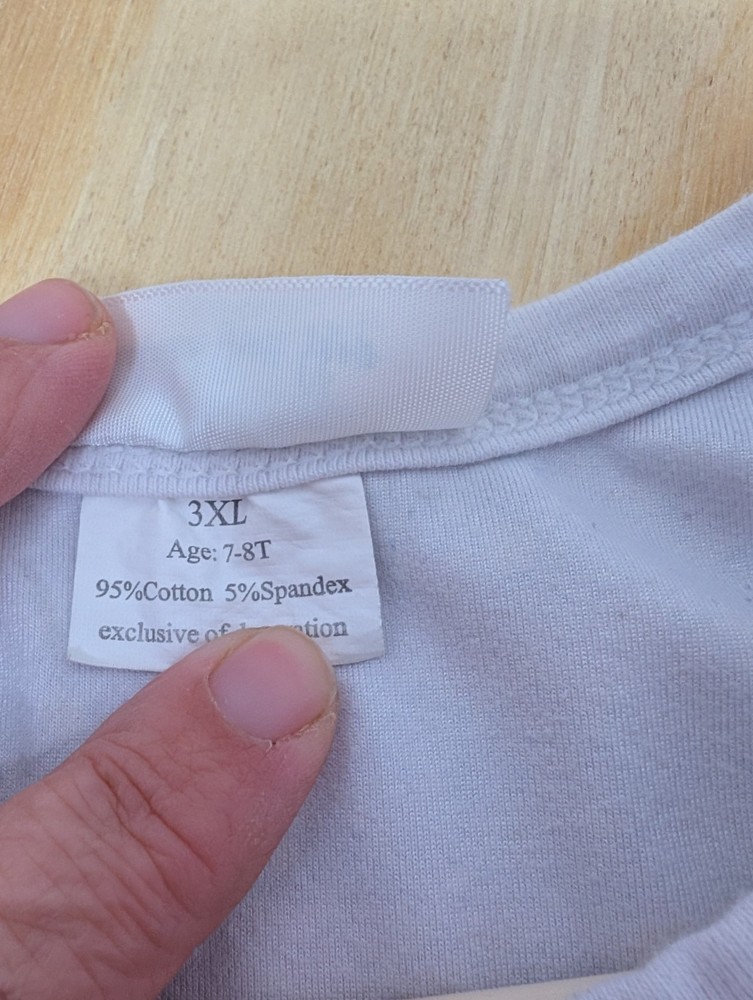 3XL
Age: 7-8T
95%Cotton 5%Spandex
exclusive of